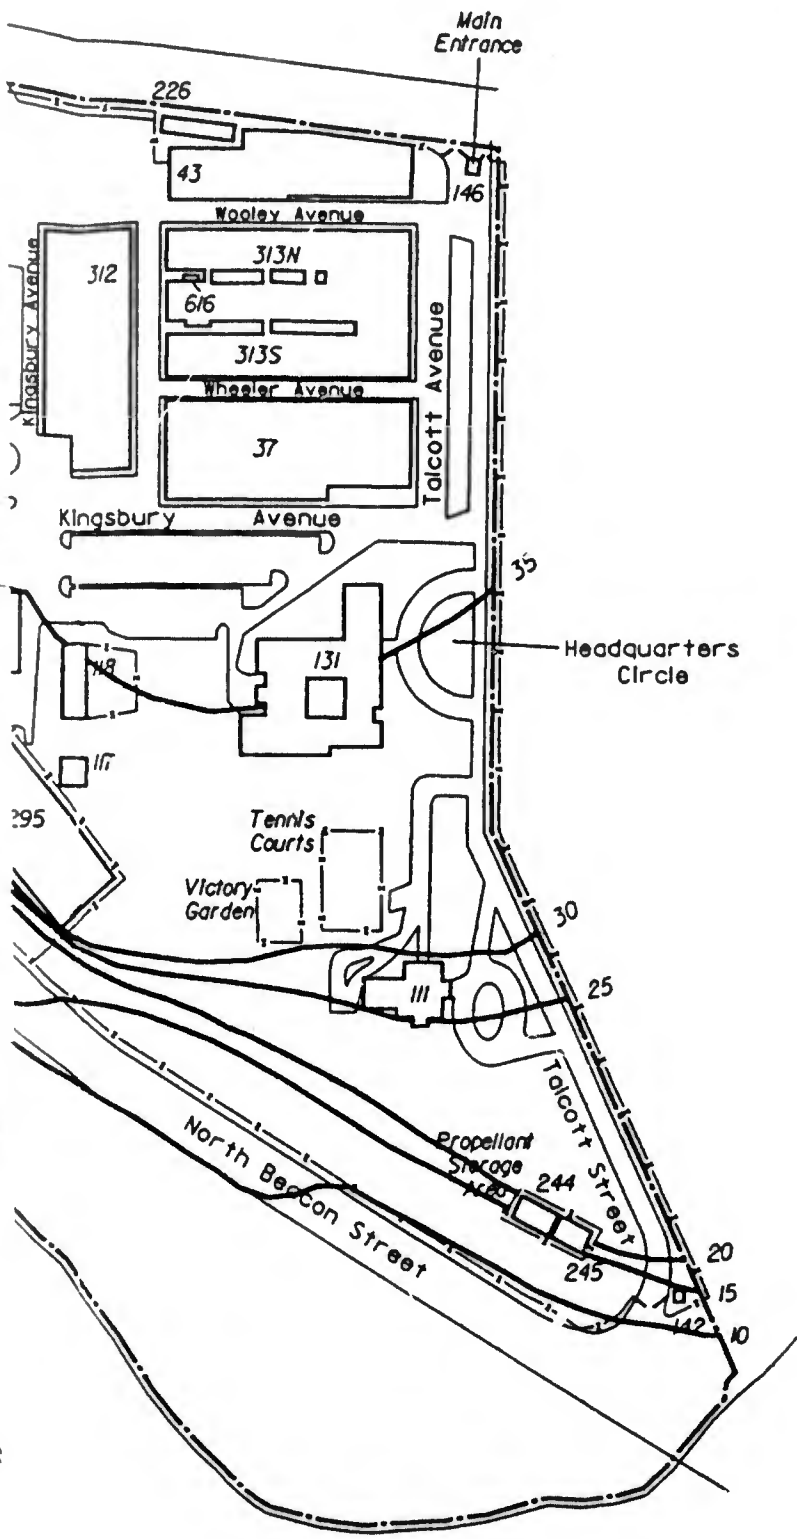 Main
Entrance
226
43
146
Wooley Avenue
Kingsbury Avenue
312
313N
616
313S
Wheeler Avenue
Talcott Avenue
37
Kingsbury Avenue
35
Headquarters
Circle
118
131
117
295
Tennis
Courts
Victory
Garden
30
111
25
Talcott Street
North Beacon Street
Propellant
Storage
Area
244
245
20
15
142
10